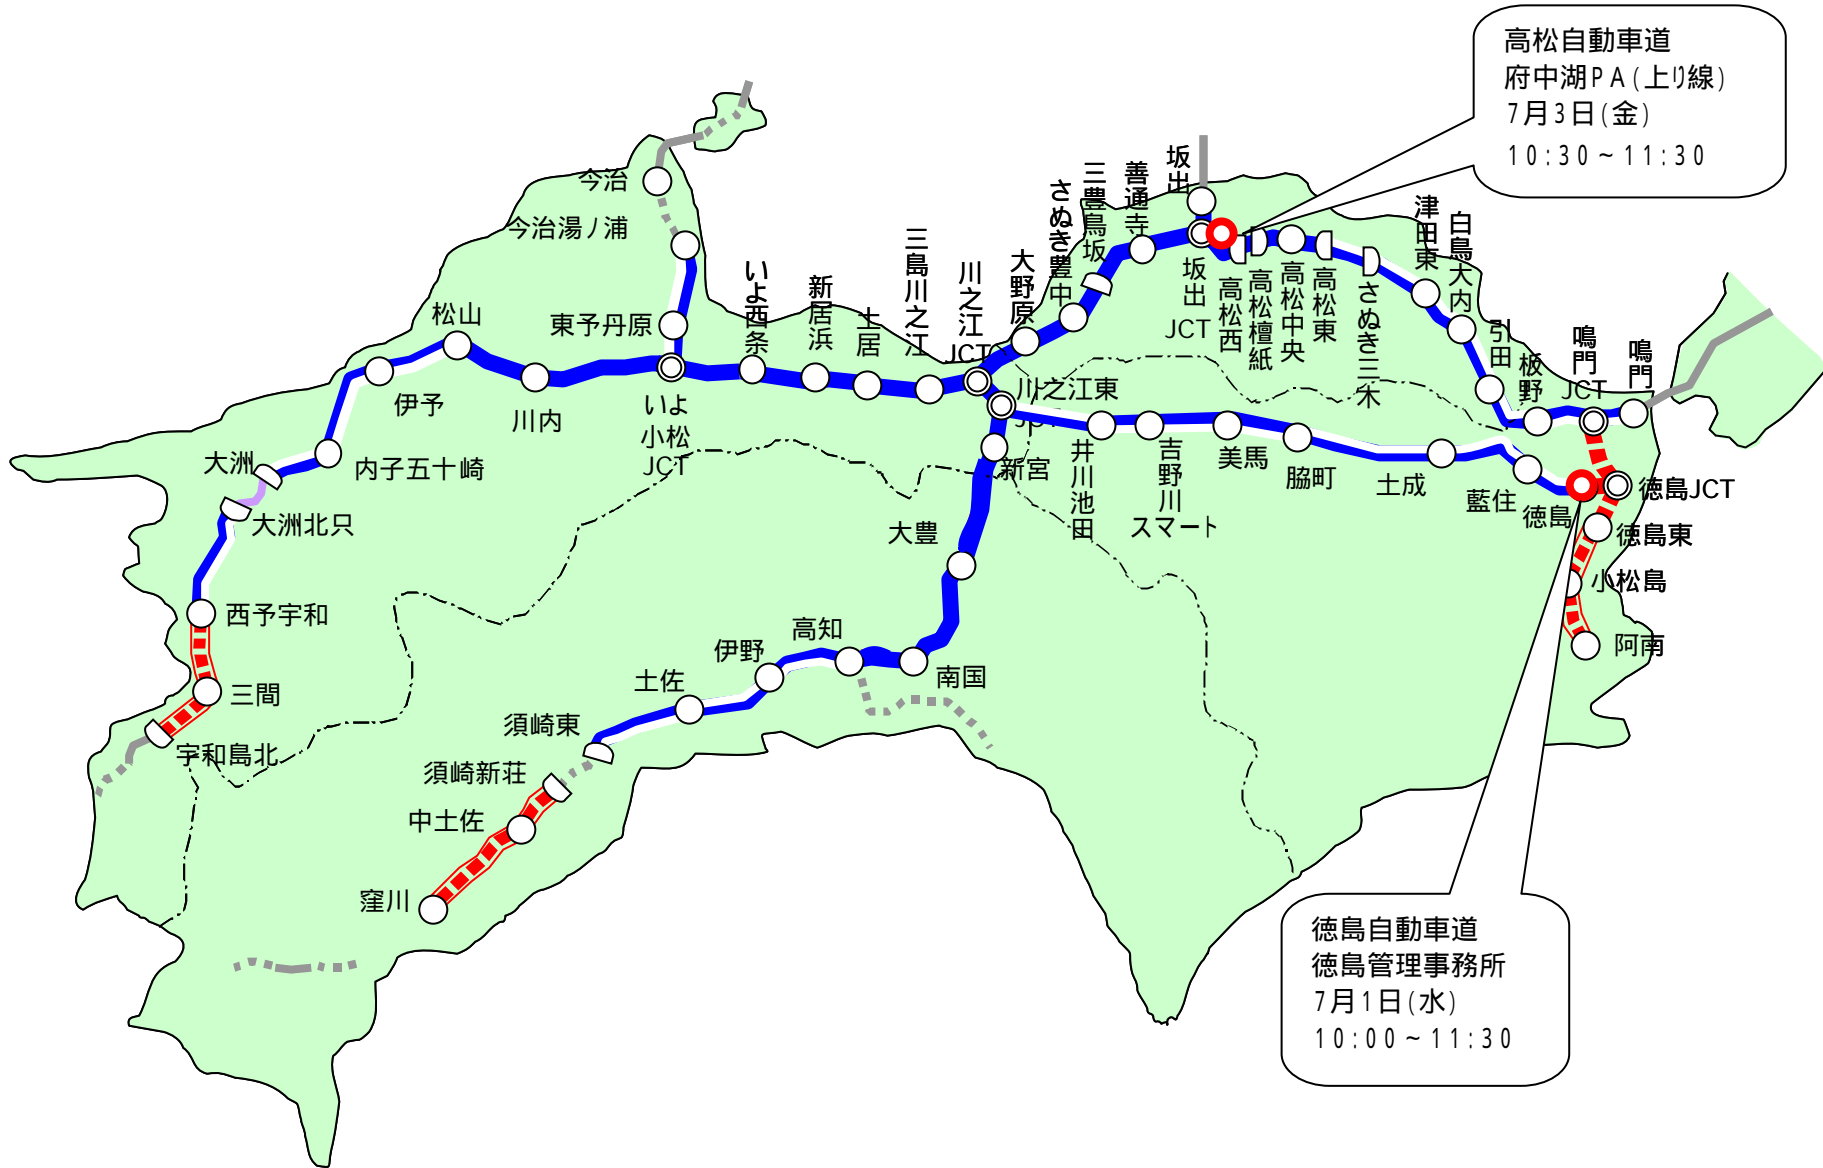 高松自動車道
府中湖PA(上り線)
7月3日(金)
10:30~11:30
今治
今治湯ノ浦
東予丹原
いよ西条
新居浜
土居
三島川之江
川之江JCT
大野原
さぬき豊中
三豊鳥坂
善通寺
坂出
坂出JCT
高松西
高松檀紙
高松中央
高松東
さぬき三木
津田東
白鳥大内
引田
板野
鳴門JCT
鳴門
松山
伊予
川内
いよ
小松
JCT
川之江東
JCT
新宮
井川池田
吉野川
スマート
美馬
脇町
土成
藍住
徳島
徳島JCT
徳島東
小松島
阿南
大洲
内子五十崎
大洲北只
西予宇和
三間
宇和島北
大豊
高知
南国
伊野
土佐
須崎東
須崎新荘
中土佐
窪川
徳島自動車道
徳島管理事務所
7月1日(水)
10:00~11:30